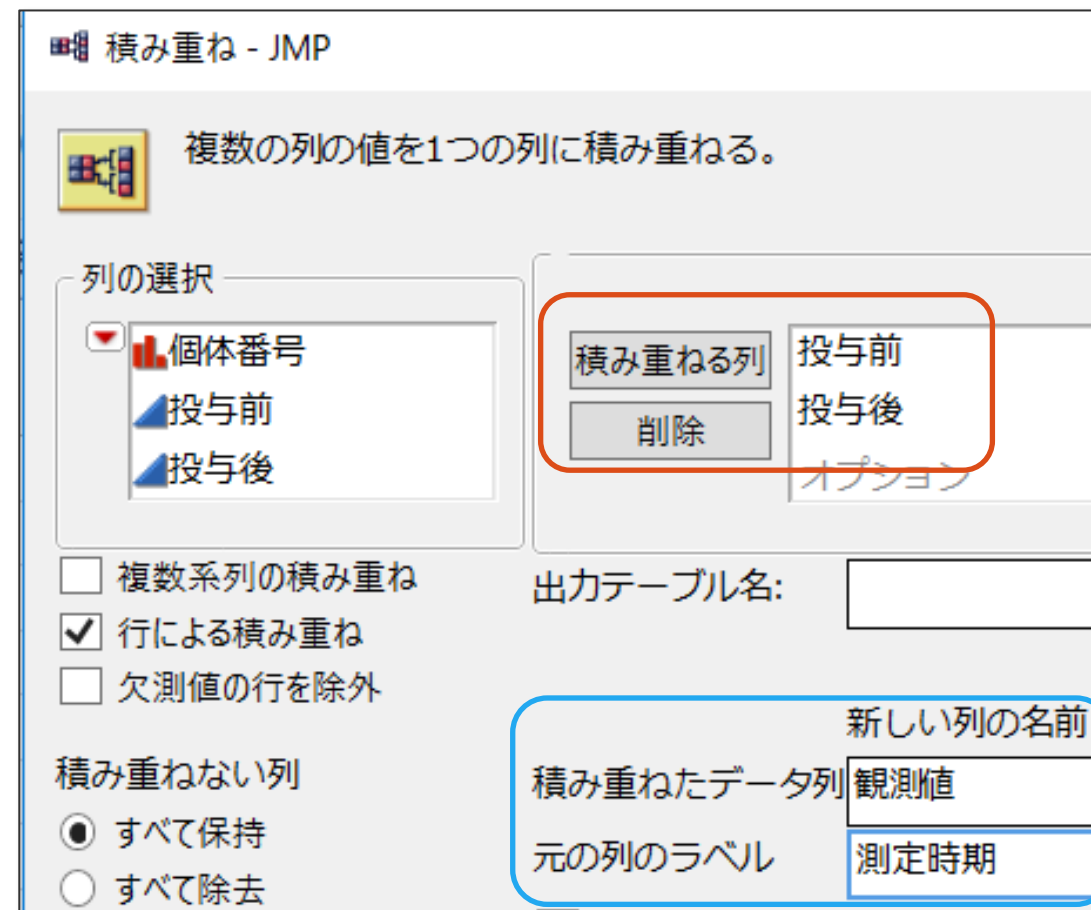 積み重ね - JMP
複数の列の値を1つの列に積み重ねる。
列の選択
個体番号
投与前
投与後
積み重ねる列
削除
投与前
投与後
オプション
複数系列の積み重ね
行による積み重ね
欠測値の行を除外
積み重ねない列
すべて保持
すべて除去
出力テーブル名:
新しい列の名前
積み重ねたデータ列 観測値
元の列のラベル 測定時期